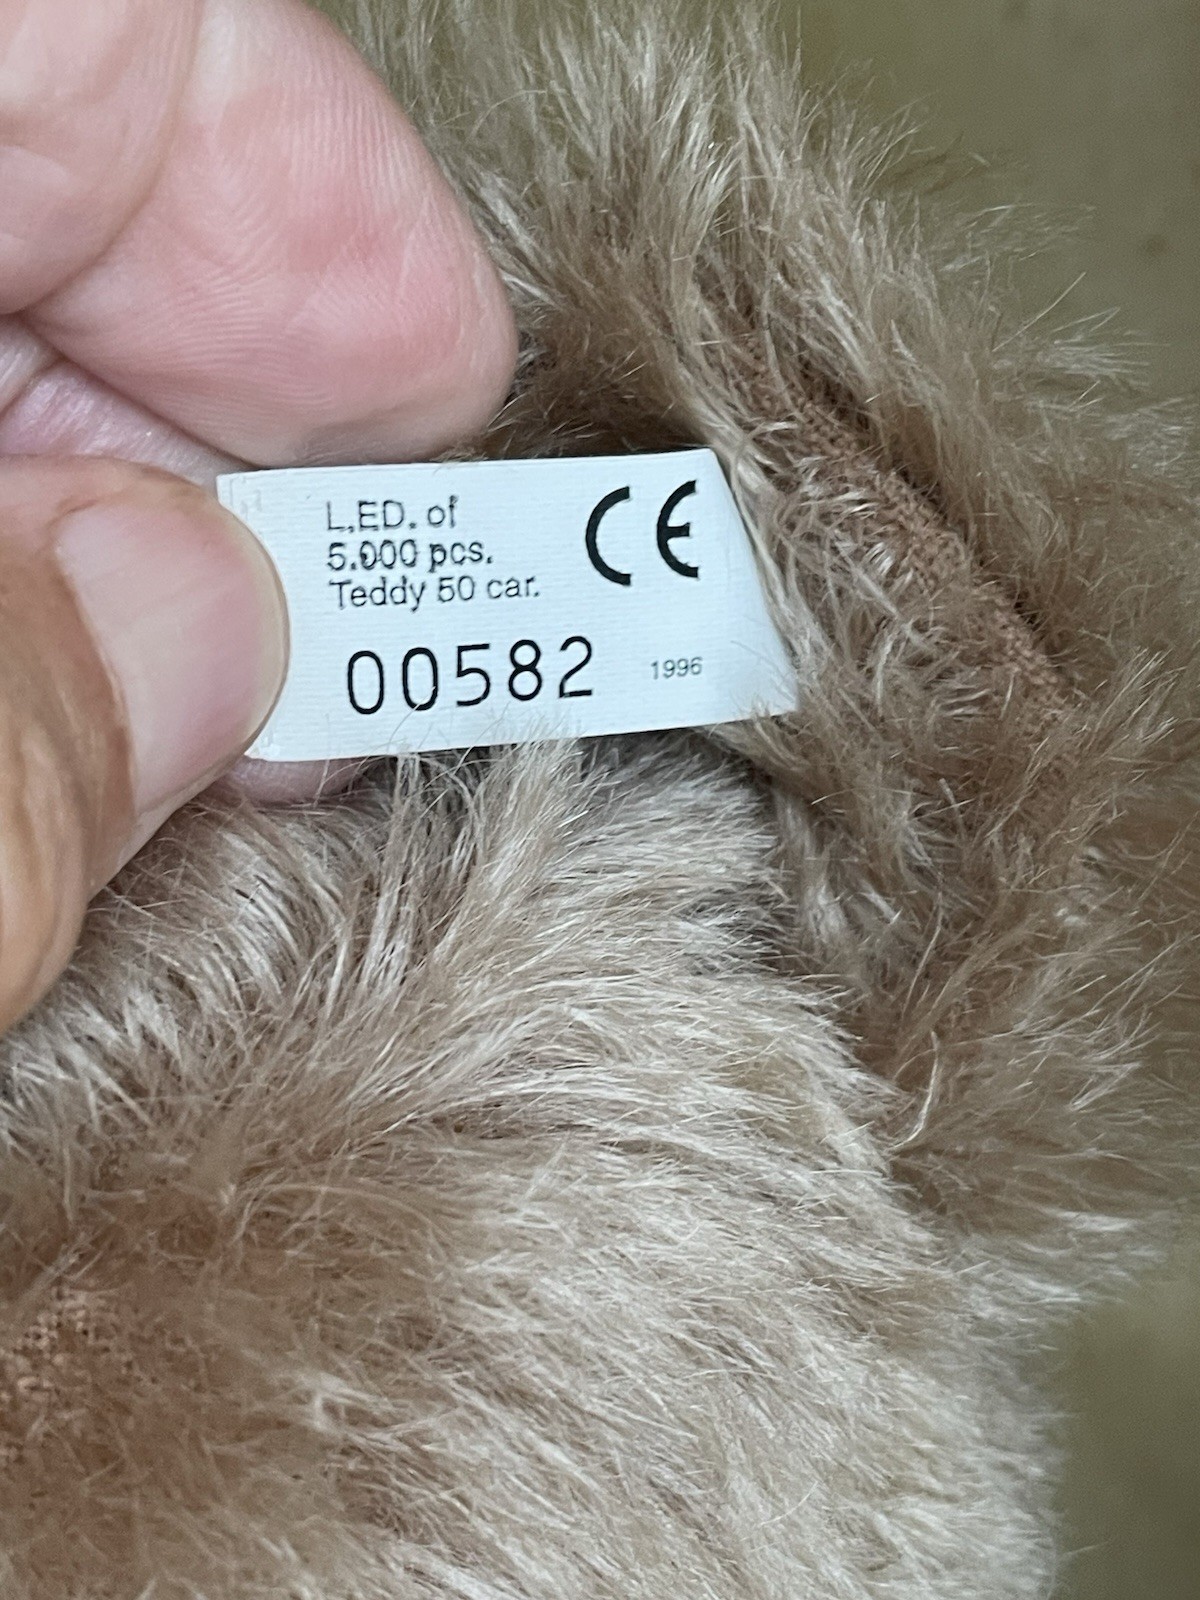 L.ED. of CE
5.000 pcs.
Teddy 50 car.
00582 1996